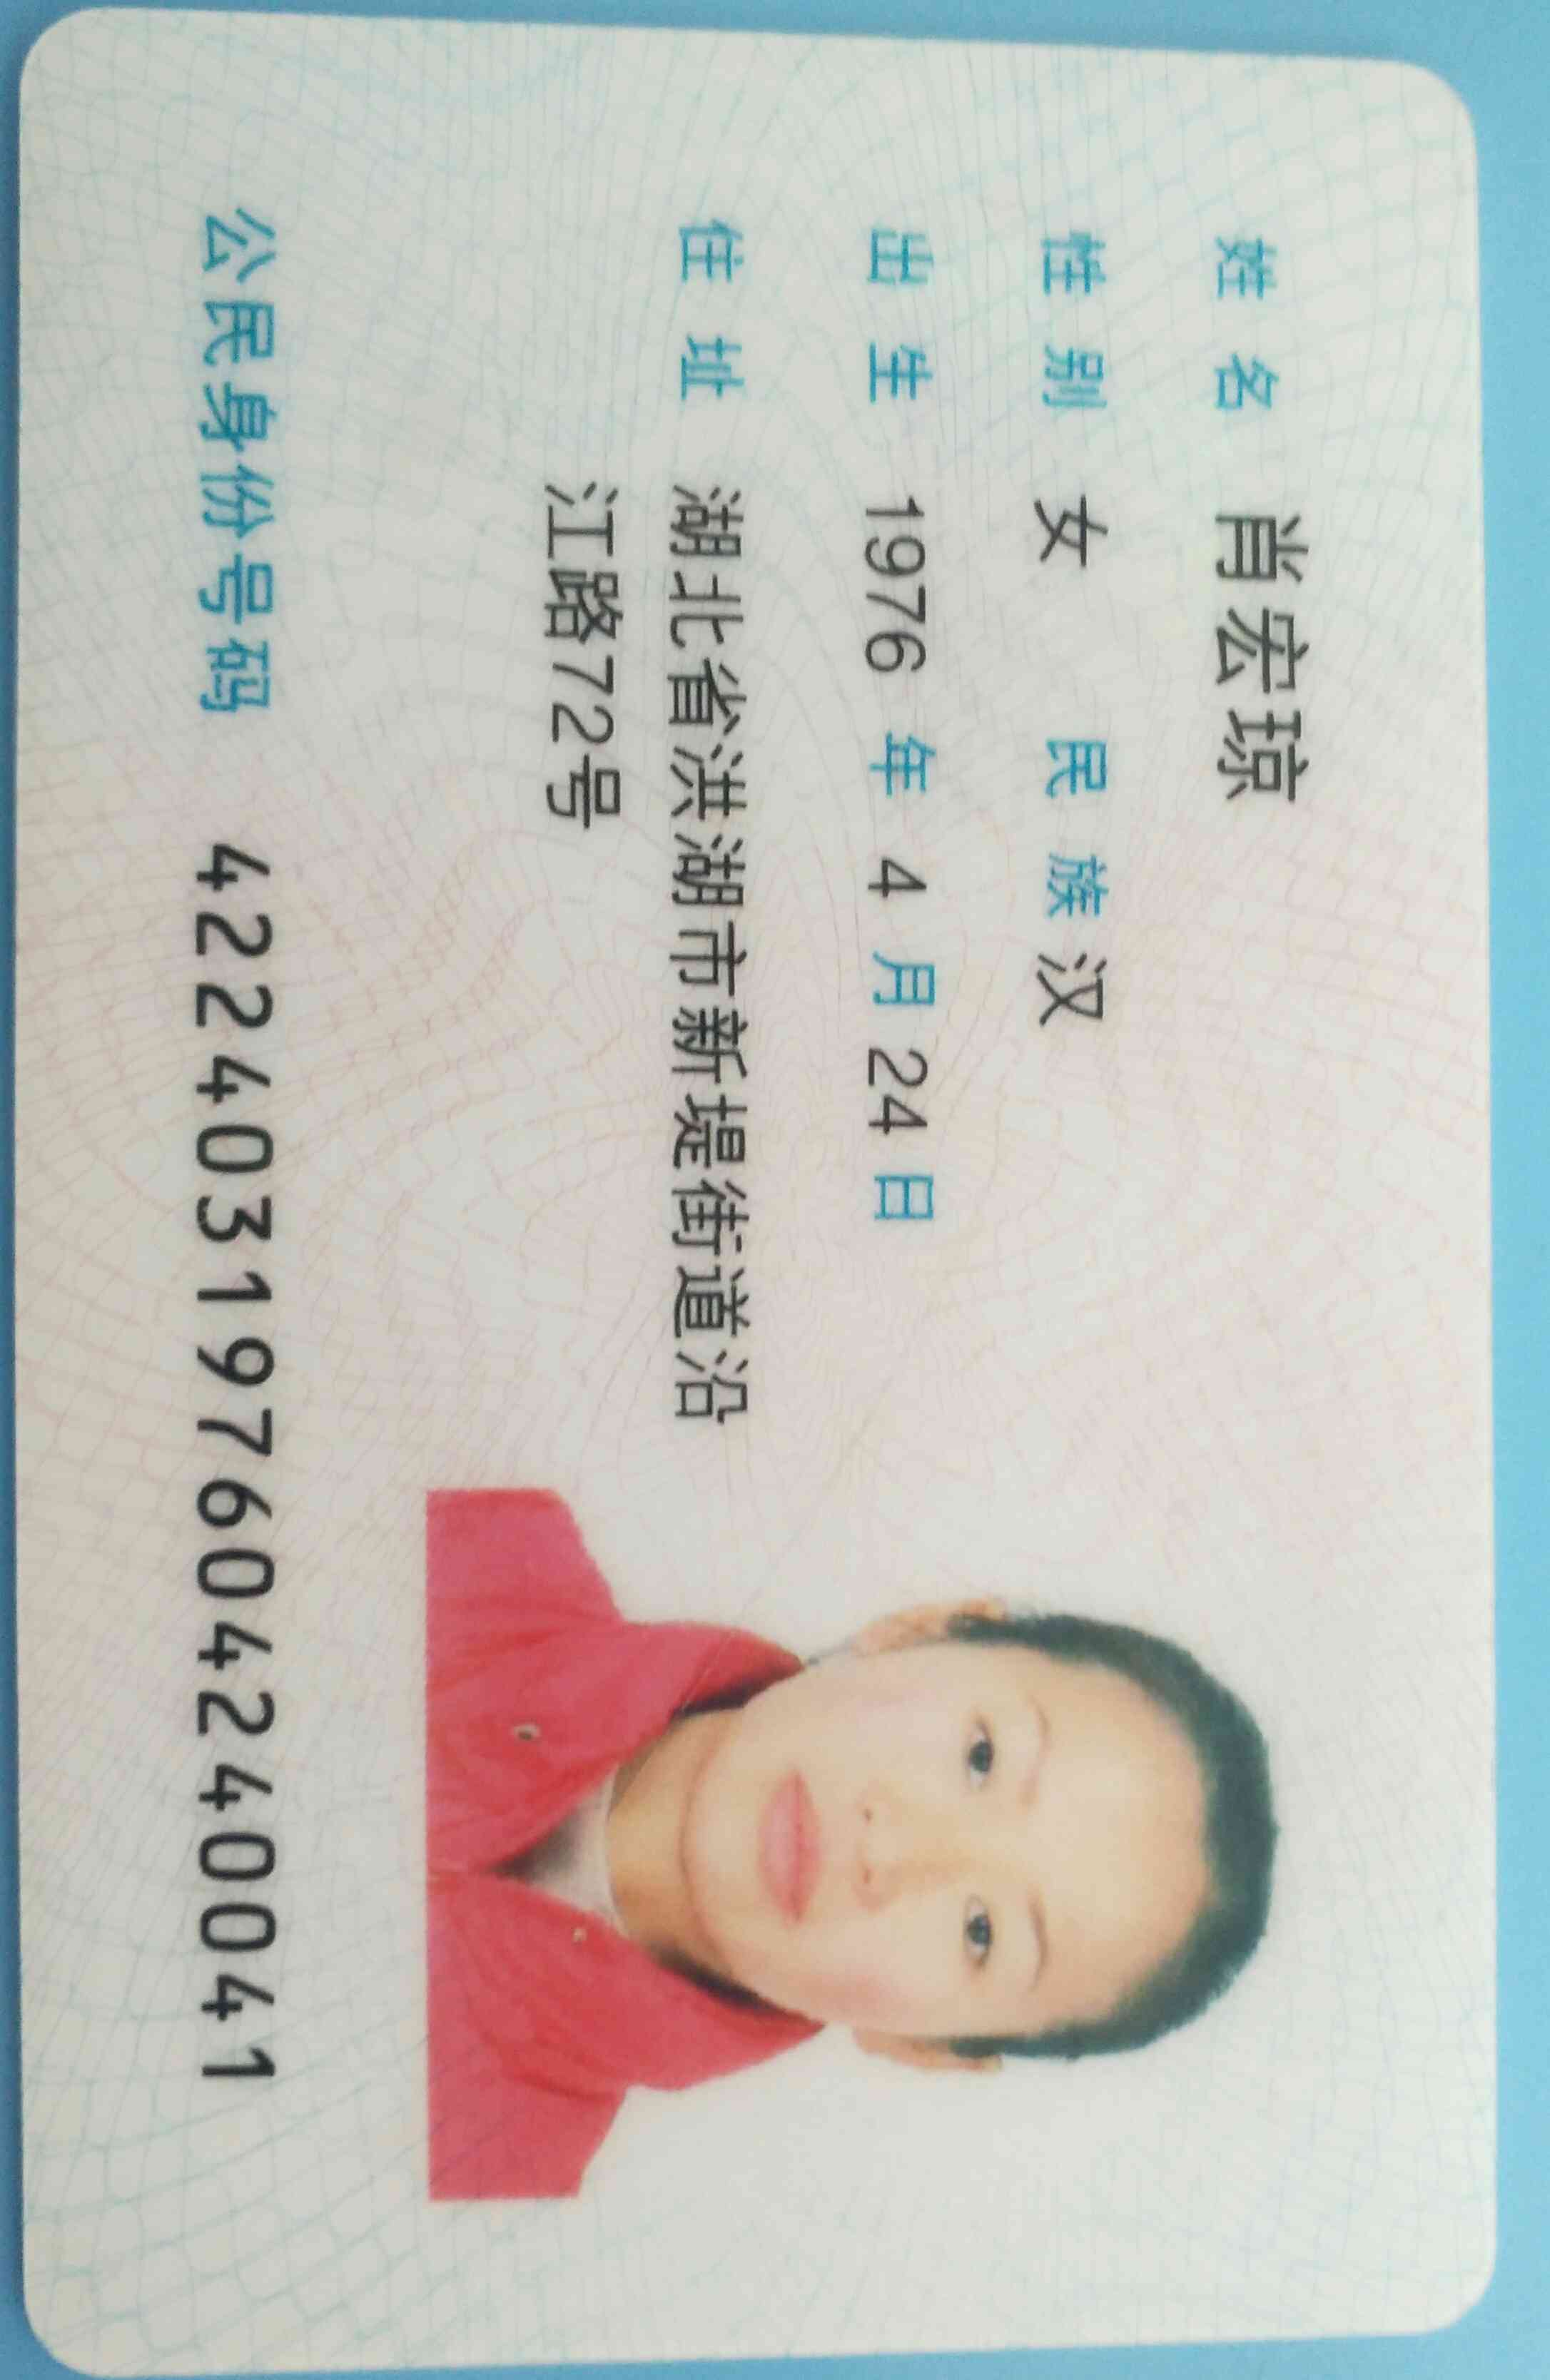 姓名 肖宏琼
性别 女 民族 汉
出生 1976 年 4 月 24 日
住址 湖北省洪湖市新堤街道沿
江路72号
公民身份号码 422403197604240041